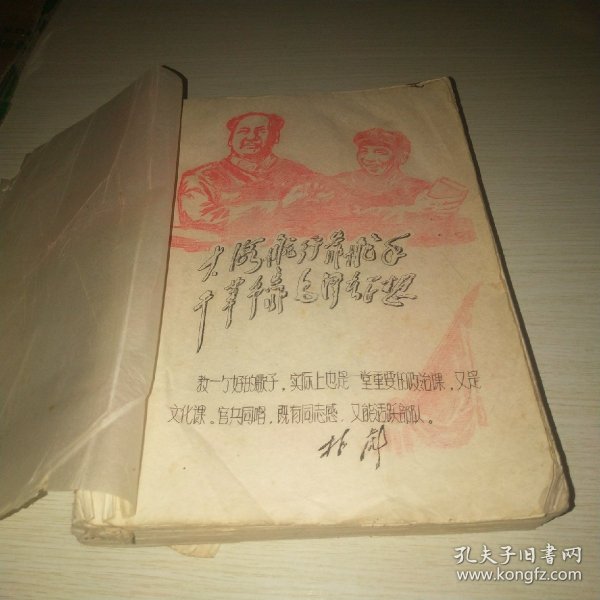 大海航行靠舵手
干革命靠毛泽东思想
教一个好的歌子，实际上也是一堂重要的政治课，又是
文化课。官兵同唱，既有同志感，又能活跃部队。
林彪
孔夫子旧书网
www.kongfz.com